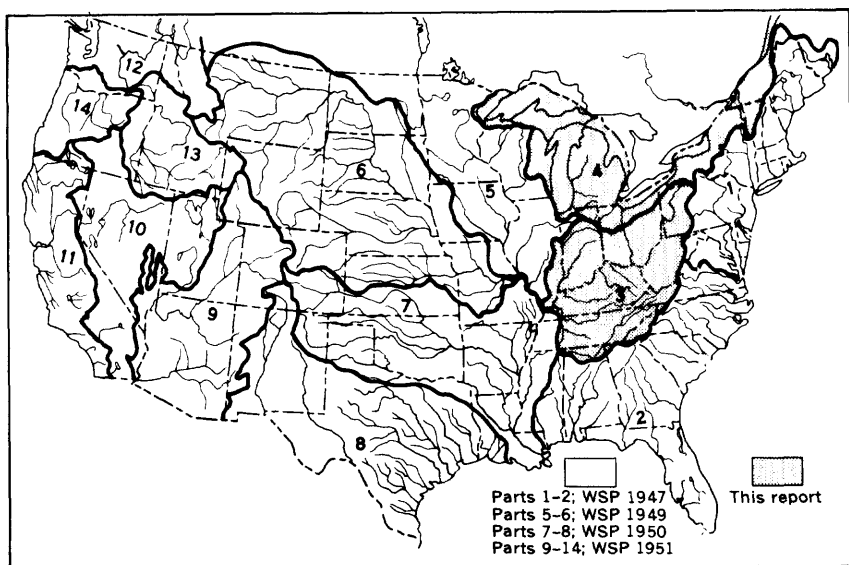 12
14
13
6
5
4
1
10
11
9
7
3
2
8
Parts 1-2; WSP 1947
This report
Parts 5-6; WSP 1949
Parts 7-8; WSP 1950
Parts 9-14; WSP 1951